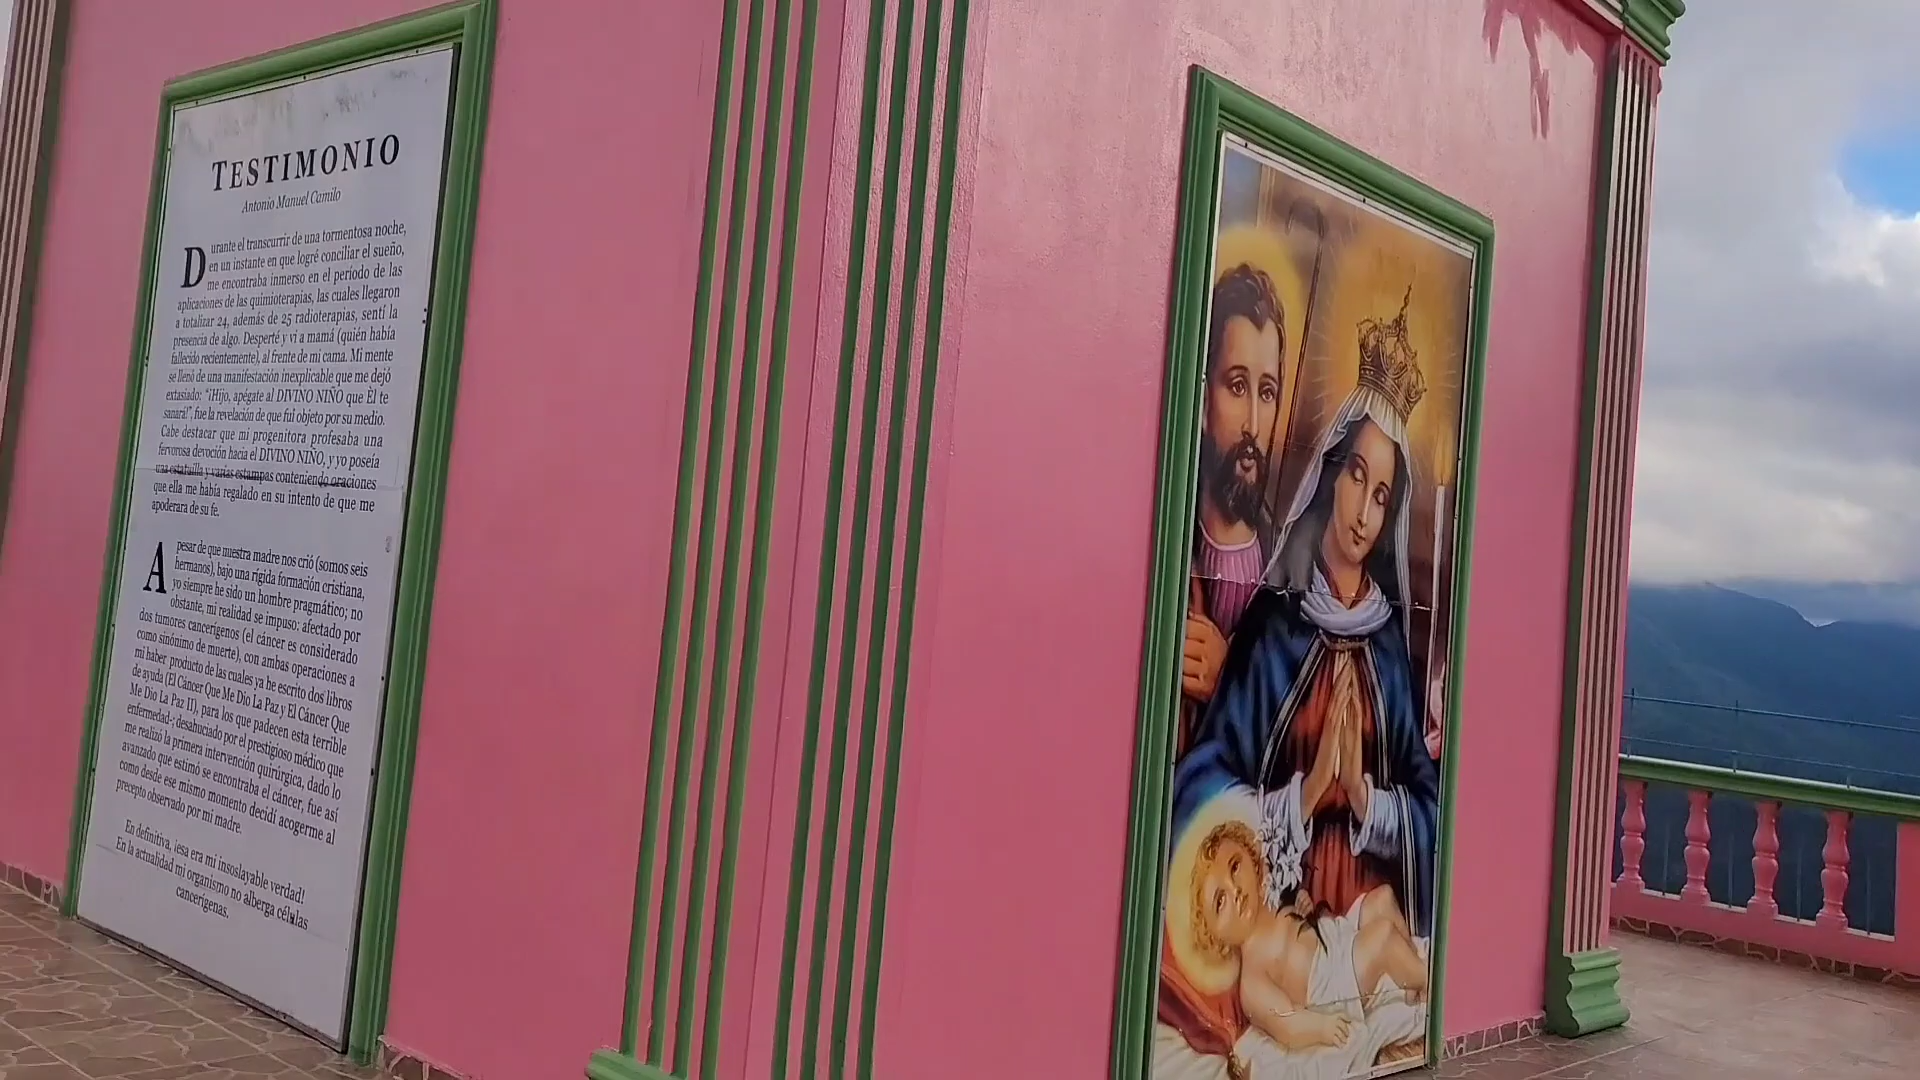 TESTIMONIO
Antonio Manuel Camilo
Durante el transcurrir de una tormentosa noche,
en un instante en que logré conciliar el sueño,
me encontraba inmerso en el período de las
aplicaciones de las quimioterapias, las cuales llegaron
a totalizar 24, además de 25 radioterapias, sentí la
presencia de algo. Desperté y vi a mamá (quién había
fallecido recientemente), al frente de mi cama. Mi mente
se llenó de una manifestación inexplicable que me dejó
extasiado: "¡Hijo, apégate al DIVINO NIÑO que Èl te
sanará!", fue la revelación de que fui objeto por su medio.
Cabe destacar que mi progenitora profesaba una
fervorosa devoción hacia el DIVINO NIÑO, y yo poseía
una estatuilla y varias estampas conteniendo oraciones
que ella me había regalado en su intento de que me
apoderara de su fe.
A pesar de que nuestra madre nos crió (somos seis
hermanos), bajo una rígida formación cristiana,
yo siempre he sido un hombre pragmático; no
obstante, mi realidad se impuso: afectado por
dos tumores cancerígenos (el cáncer es considerado
como sinónimo de muerte), con ambas operaciones a
mi haber producto de las cuales ya he escrito dos libros
de ayuda (El Cáncer Que Me Dio La Paz y El Cáncer Que
Me Dio La Paz II), para los que padecen esta terrible
enfermedad-; desahuciado por el prestigioso médico que
me realizó la primera intervención quirúrgica, dado lo
avanzado que estimó se encontraba el cáncer, fue así
como desde ese mismo momento decidí acogerme al
precepto observado por mi madre.
En definitiva, ¡esa era mi insoslayable verdad!
En la actualidad mi organismo no alberga células
cancerígenas.